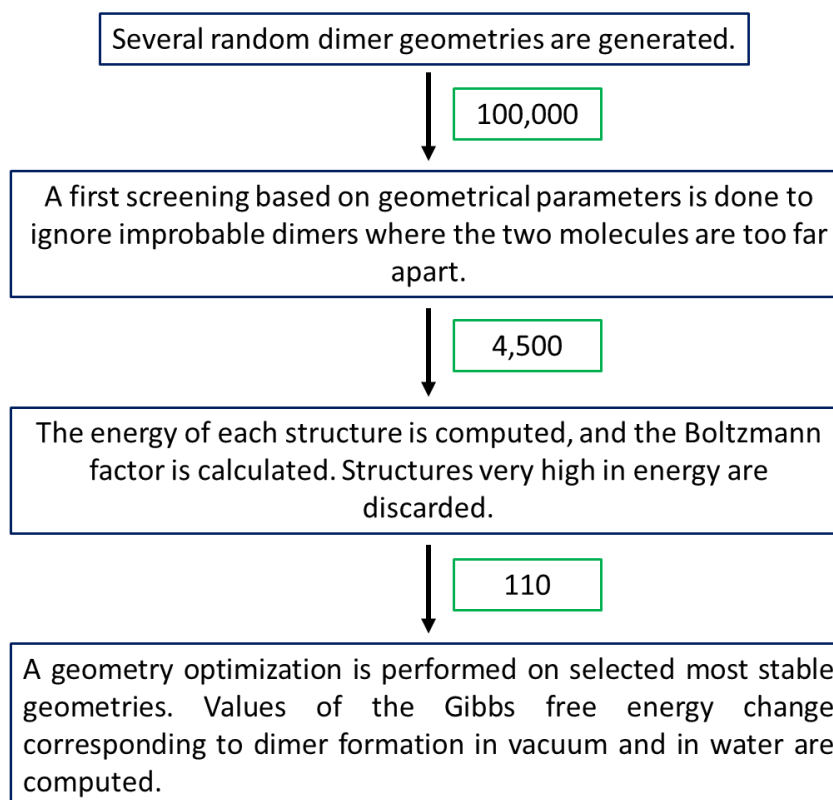 Several random dimer geometries are generated.
100,000
A first screening based on geometrical parameters is done to
ignore improbable dimers where the two molecules are too far
apart.
4,500
The energy of each structure is computed, and the Boltzmann
factor is calculated. Structures very high in energy are
discarded.
110
A geometry optimization is performed on selected most stable
geometries. Values of the Gibbs free energy change
corresponding to dimer formation in vacuum and in water are
computed.